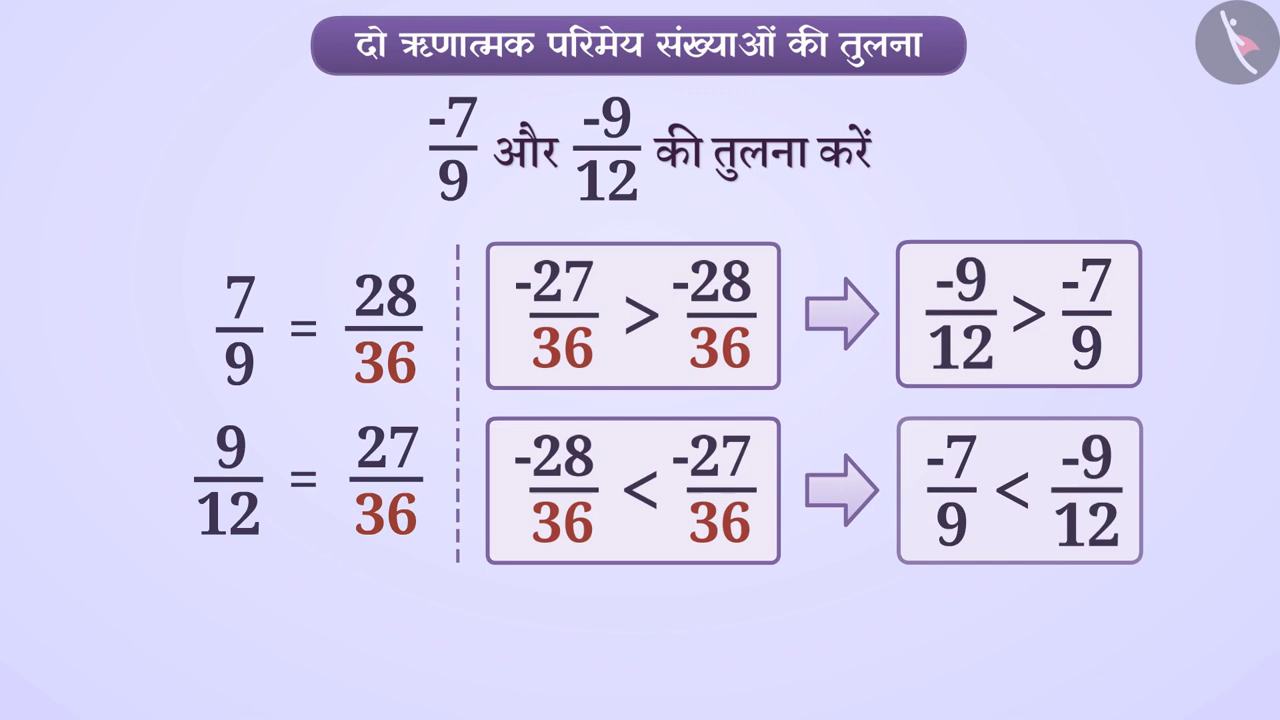 दो ऋणात्मक परिमेय संख्याओं की तुलना
-7/9 और -9/12 की तुलना करें
7/9 = 28/36
-27/36 > -28/36
-9/12 > -7/9
9/12 = 27/36
-28/36 < -27/36
-7/9 < -9/12